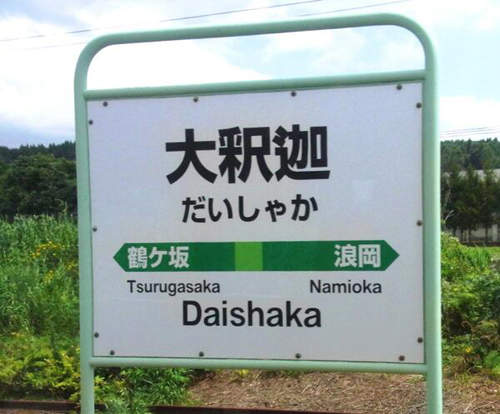 大釈迦
だいしゃか
鶴ケ坂 浪岡
Tsurugasaka Namioka
Daishaka